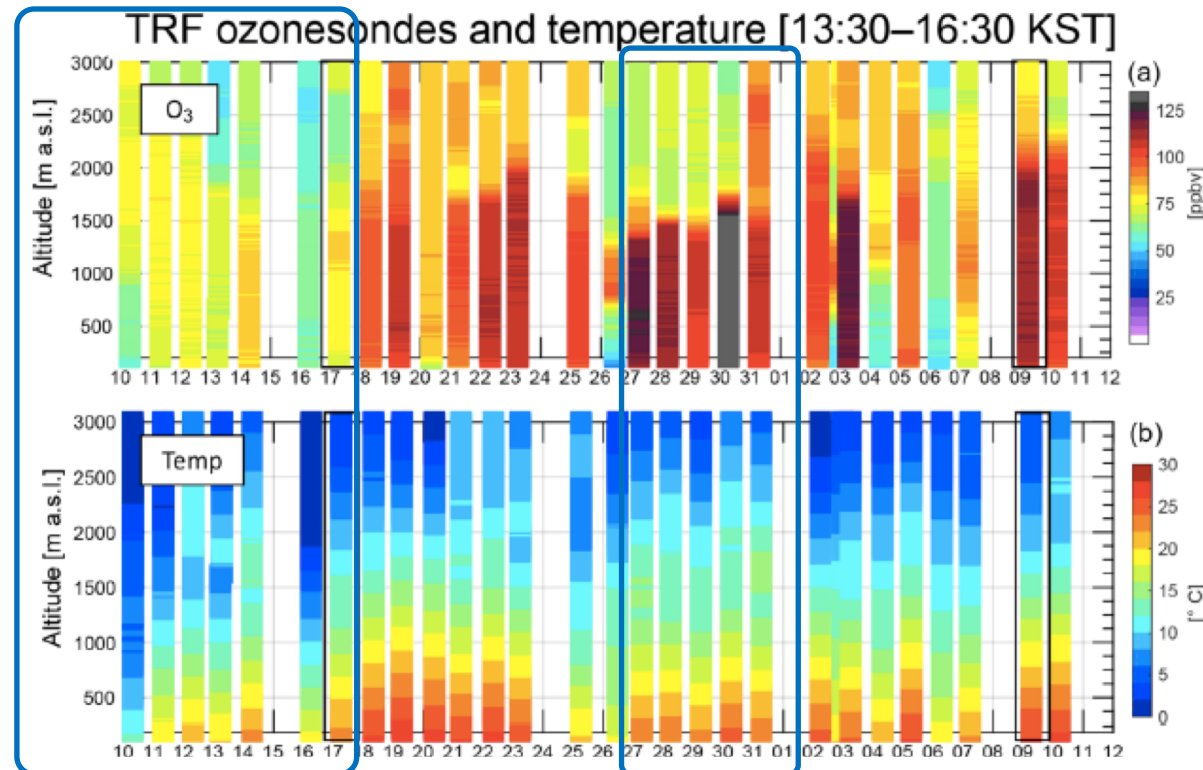 TRF ozonesondes and temperature [13:30–16:30 KST]
(a)
O₃
Altitude [m a.s.l.]
3000
2500
2000
1500
1000
500
10 11 12 13 14 15 16 17 18 19 20 21 22 23 24 25 26 27 28 29 30 31 01 02 03 04 05 06 07 08 09 10 11 12
125
100
75
50
25
[ppbv]
(b)
Temp
Altitude [m a.s.l.]
3000
2500
2000
1500
1000
500
10 11 12 13 14 15 16 17 18 19 20 21 22 23 24 25 26 27 28 29 30 31 01 02 03 04 05 06 07 08 09 10 11 12
30
25
20
15
10
5
0
[° C]